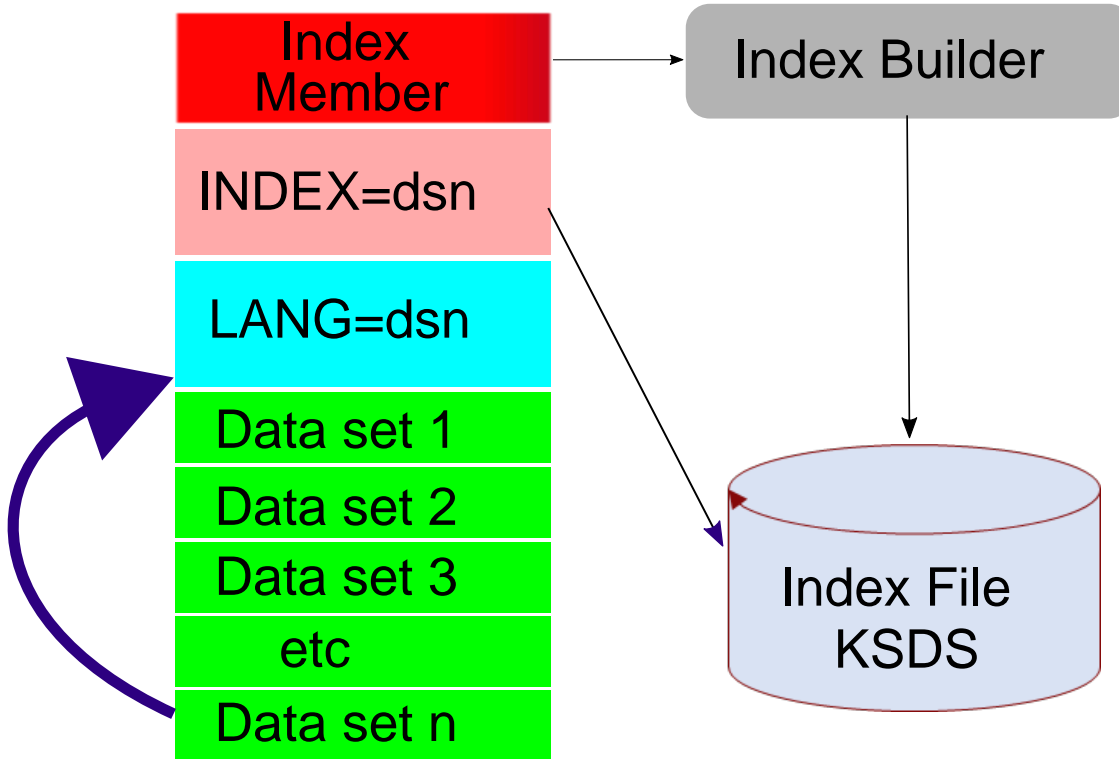 Index
Member
Index Builder
INDEX=dsn
LANG=dsn
Data set 1
Data set 2
Data set 3
etc
Data set n
Index File
KSDS